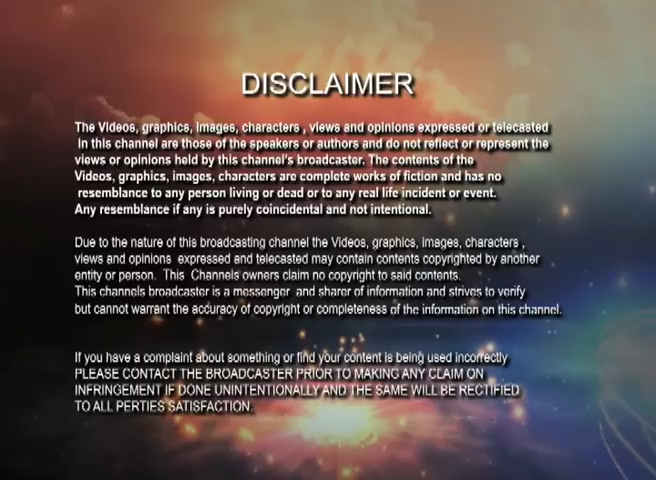 DISCLAIMER
The Videos, graphics, images, characters , views and opinions expressed or telecasted
in this channel are those of the speakers or authors and do not reflect or represent the
views or opinions held by this channel's broadcaster. The contents of the
Videos, graphics, images, characters are complete works of fiction and has no
resemblance to any person living or dead or to any real life incident or event.
Any resemblance if any is purely coincidental and not intentional.
Due to the nature of this broadcasting channel the Videos, graphics, images, characters ,
views and opinions expressed and telecasted may contain contents copyrighted by another
entity or person. This Channels owners claim no copyright to said contents.
This channels broadcaster is a messenger and sharer of information and strives to verify
but cannot warrant the accuracy of copyright or completeness of the information on this channel.
If you have a complaint about something or find your content is being used incorrectly
PLEASE CONTACT THE BROADCASTER PRIOR TO MAKING ANY CLAIM ON
INFRINGEMENT IF DONE UNINTENTIONALLY AND THE SAME WILL BE RECTIFIED
TO ALL PERTIES SATISFACTION.